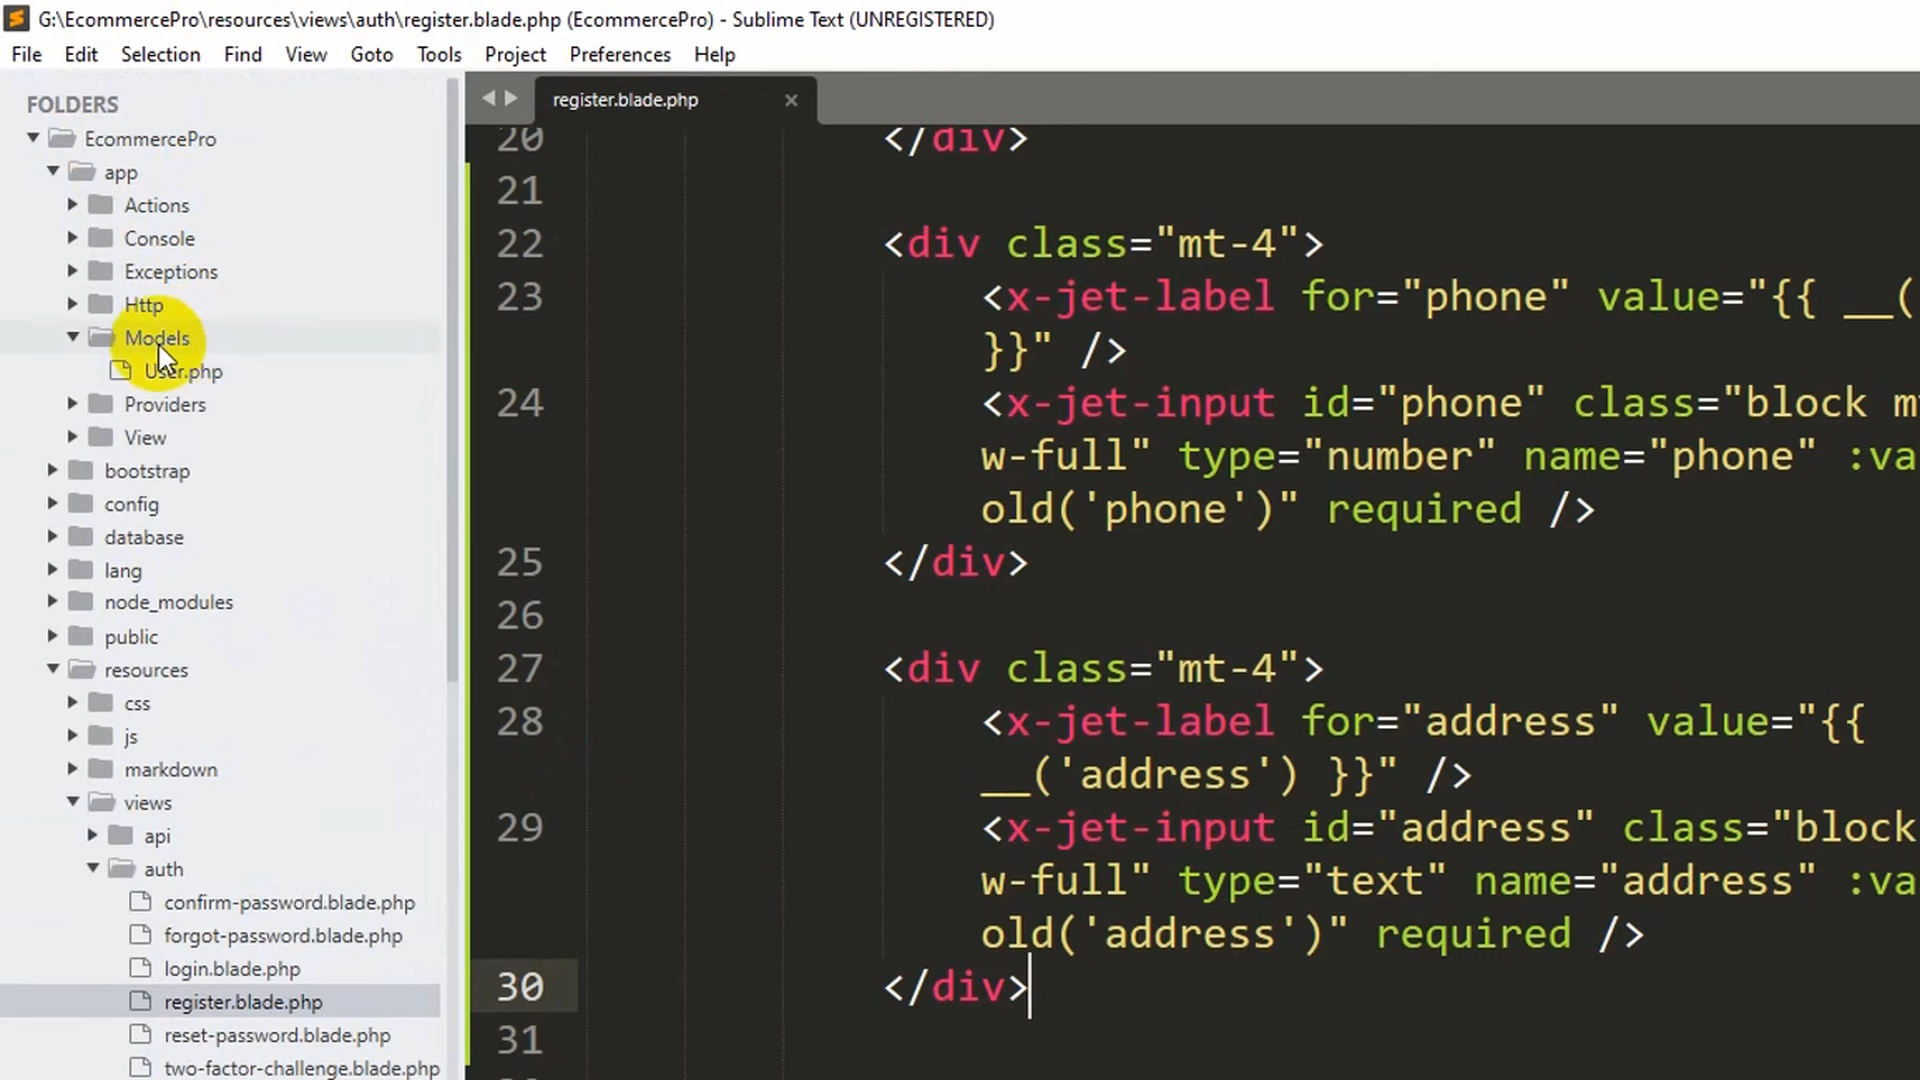 G:\EcommercePro\resources\views\auth\register.blade.php (EcommercePro) - Sublime Text (UNREGISTERED)
File Edit Selection Find View Goto Tools Project Preferences Help
FOLDERS
EcommercePro
app
Actions
Console
Exceptions
Http
Models
User.php
Providers
View
bootstrap
config
database
lang
node_modules
public
resources
css
js
markdown
views
api
auth
confirm-password.blade.php
forgot-password.blade.php
login.blade.php
register.blade.php
reset-password.blade.php
two-factor-challenge.blade.php
register.blade.php ×
20 </div>
21
22 <div class="mt-4">
23 <x-jet-label for="phone" value="{{ __(
}}" />
24 <x-jet-input id="phone" class="block m
w-full" type="number" name="phone" :va
old('phone')" required />
25 </div>
26
27 <div class="mt-4">
28 <x-jet-label for="address" value="{{
__('address') }}" />
29 <x-jet-input id="address" class="block
w-full" type="text" name="address" :va
old('address')" required />
30 </div>
31